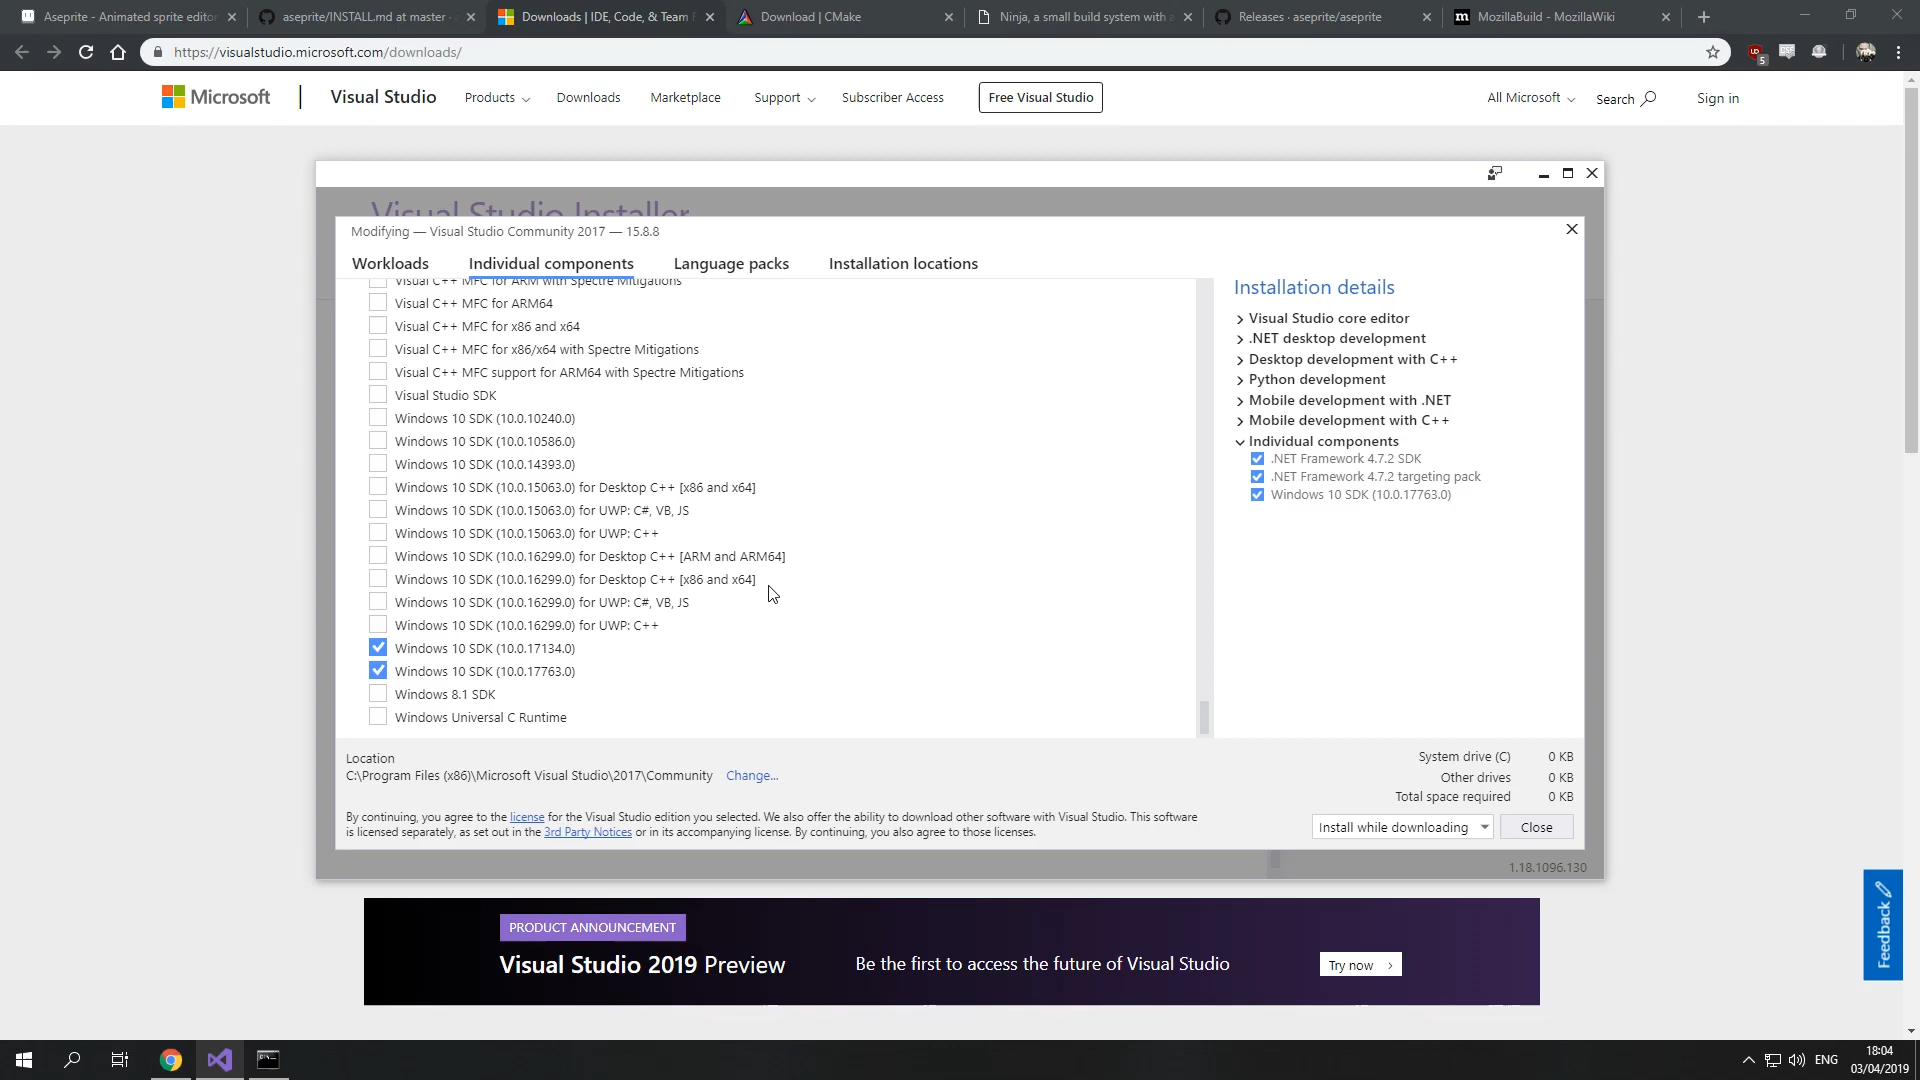 Aseprite - Animated sprite editor
aseprite/INSTALL.md at master ·
Downloads | IDE, Code, & Team
Download | CMake
Ninja, a small build system with a
Releases · aseprite/aseprite
MozillaBuild - MozillaWiki
https://visualstudio.microsoft.com/downloads/
5
Microsoft
Visual Studio
Products
Downloads
Marketplace
Support
Subscriber Access
Free Visual Studio
All Microsoft
Search
Sign in
Visual Studio Installer
Modifying — Visual Studio Community 2017 — 15.8.8
Workloads
Individual components
Language packs
Installation locations
Visual C++ MFC for ARM with Spectre Mitigations
Visual C++ MFC for ARM64
Visual C++ MFC for x86 and x64
Visual C++ MFC for x86/x64 with Spectre Mitigations
Visual C++ MFC support for ARM64 with Spectre Mitigations
Visual Studio SDK
Windows 10 SDK (10.0.10240.0)
Windows 10 SDK (10.0.10586.0)
Windows 10 SDK (10.0.14393.0)
Windows 10 SDK (10.0.15063.0) for Desktop C++ [x86 and x64]
Windows 10 SDK (10.0.15063.0) for UWP: C#, VB, JS
Windows 10 SDK (10.0.15063.0) for UWP: C++
Windows 10 SDK (10.0.16299.0) for Desktop C++ [ARM and ARM64]
Windows 10 SDK (10.0.16299.0) for Desktop C++ [x86 and x64]
Windows 10 SDK (10.0.16299.0) for UWP: C#, VB, JS
Windows 10 SDK (10.0.16299.0) for UWP: C++
Windows 10 SDK (10.0.17134.0)
Windows 10 SDK (10.0.17763.0)
Windows 8.1 SDK
Windows Universal C Runtime
Installation details
Visual Studio core editor
.NET desktop development
Desktop development with C++
Python development
Mobile development with .NET
Mobile development with C++
Individual components
.NET Framework 4.7.2 SDK
.NET Framework 4.7.2 targeting pack
Windows 10 SDK (10.0.17763.0)
Location
C:\Program Files (x86)\Microsoft Visual Studio\2017\Community Change...
By continuing, you agree to the license for the Visual Studio edition you selected. We also offer the ability to download other software with Visual Studio. This software
is licensed separately, as set out in the 3rd Party Notices or in its accompanying license. By continuing, you also agree to those licenses.
System drive (C) 0 KB
Other drives 0 KB
Total space required 0 KB
Install while downloading
Close
1.18.1096.130
PRODUCT ANNOUNCEMENT
Visual Studio 2019 Preview
Be the first to access the future of Visual Studio
Try now
Feedback
ENG
18:04
03/04/2019